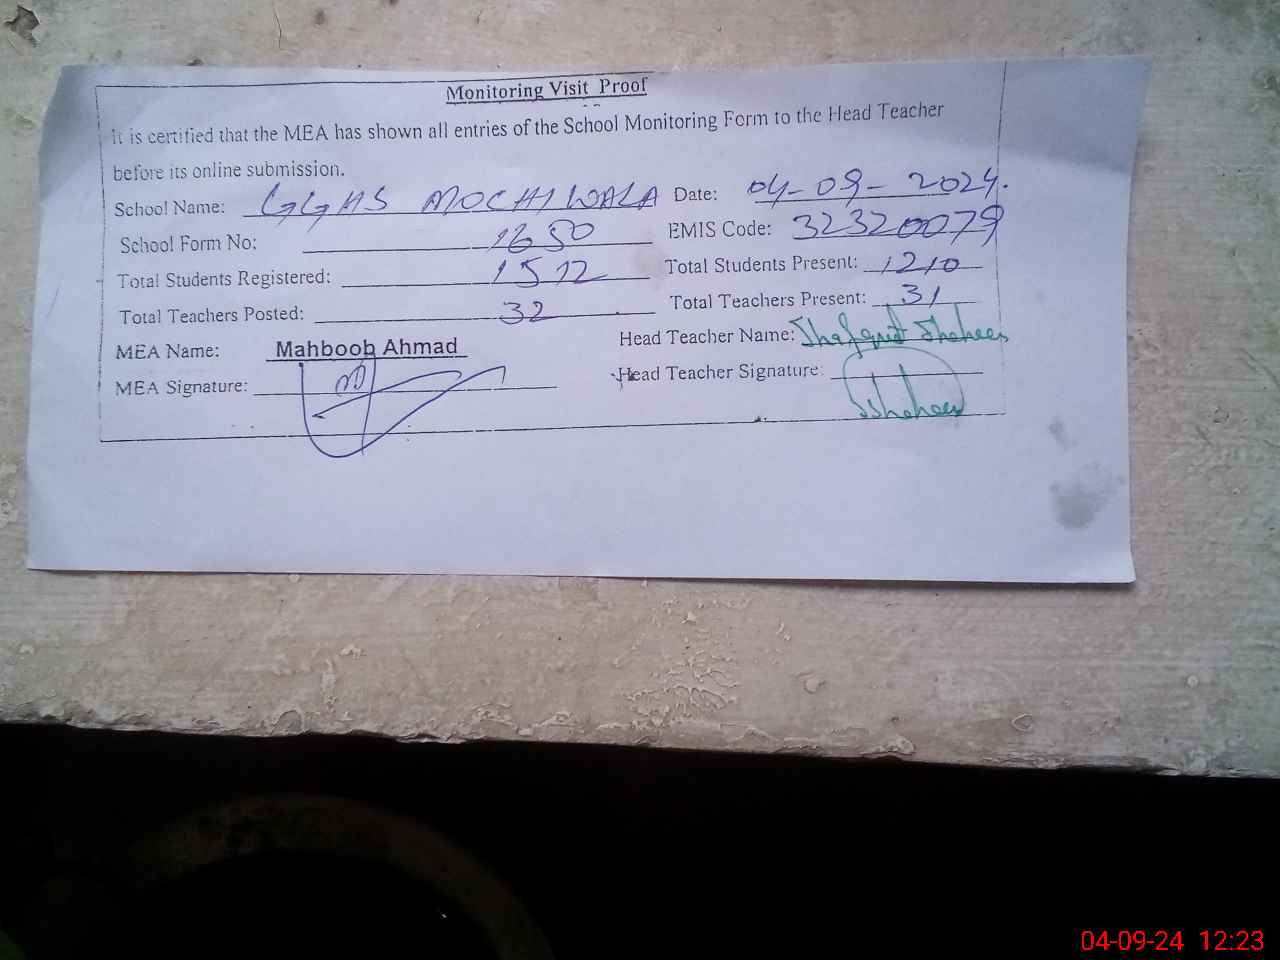 Monitoring Visit Proof
It is certified that the MEA has shown all entries of the School Monitoring Form to the Head Teacher
before its online submission.
School Name: GGHS MOCHIWALA Date: 04-09-2024.
School Form No: 1650 EMIS Code: 32320079
Total Students Registered: 1512 Total Students Present: 1210
Total Teachers Posted: 32 Total Teachers Present: 31
MEA Name: Mahboob Ahmad Head Teacher Name: Shafqat Shaheen
MEA Signature: Head Teacher Signature:
SShaheen
04-09-24 12:23